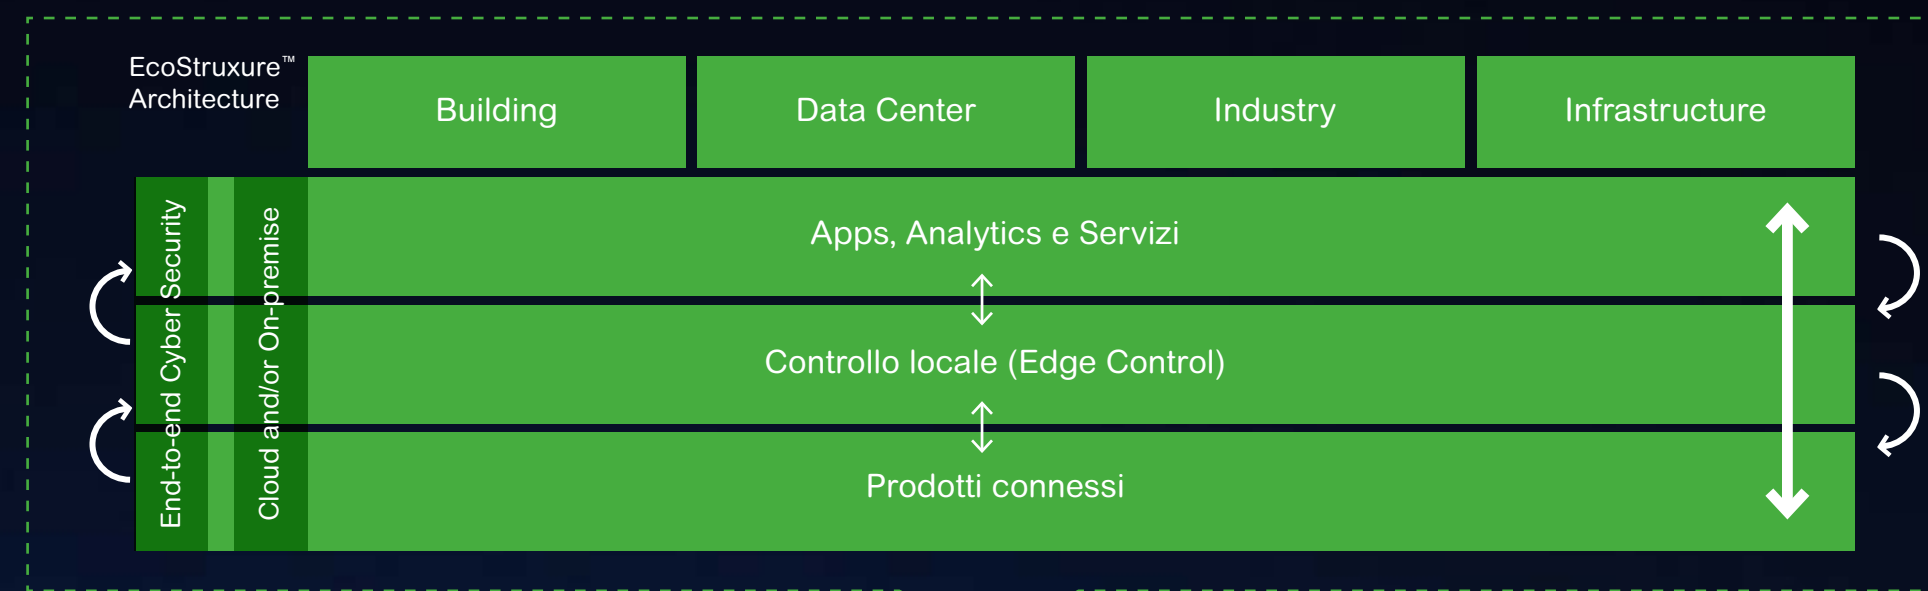 EcoStruxure™
Architecture
Building
Data Center
Industry
Infrastructure
End-to-end Cyber Security
Cloud and/or On-premise
Apps, Analytics e Servizi
Controllo locale (Edge Control)
Prodotti connessi